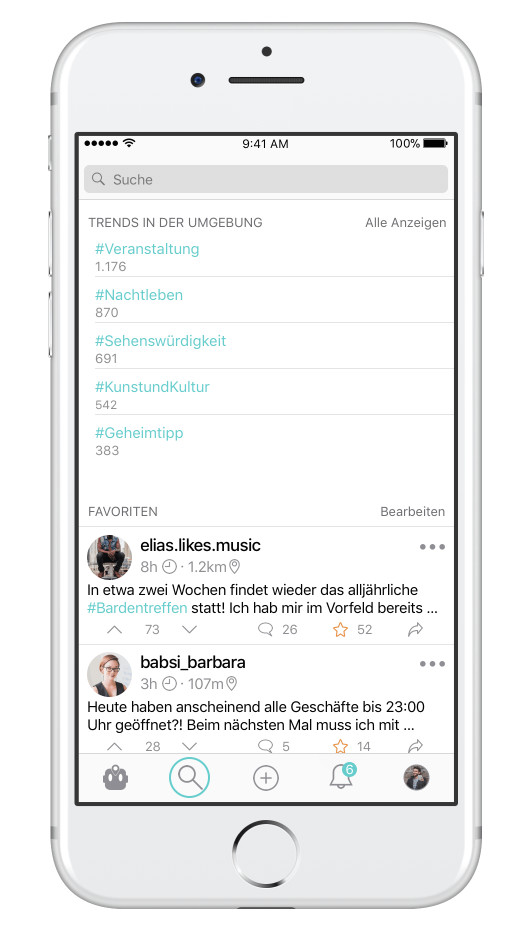 9:41 AM 100%
Suche
TRENDS IN DER UMGEBUNG Alle Anzeigen
#Veranstaltung
1.176
#Nachtleben
870
#Sehenswürdigkeit
691
#KunstundKultur
542
#Geheimtipp
383
FAVORITEN Bearbeiten
elias.likes.music
8h · 1.2km
In etwa zwei Wochen findet wieder das alljährliche
#Bardentreffen statt! Ich hab mir im Vorfeld bereits ...
73 26 52
babsi_barbara
3h · 107m
Heute haben anscheinend alle Geschäfte bis 23:00
Uhr geöffnet?! Beim nächsten Mal muss ich mit ...
28 5 14
6